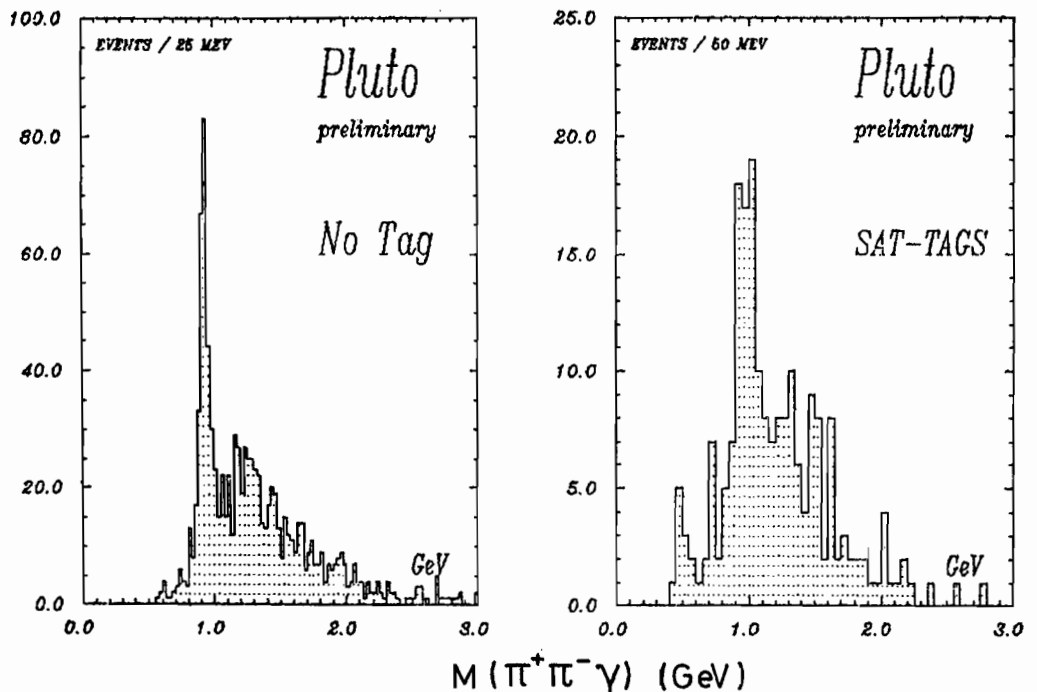 EVENTS / 25 MEV
Pluto
preliminary
No Tag
GeV
100.0
80.0
60.0
40.0
20.0
0.0
0.0 1.0 2.0 3.0
EVENTS / 50 MEV
Pluto
preliminary
SAT-TAGS
GeV
25.0
20.0
15.0
10.0
5.0
0.0
0.0 1.0 2.0 3.0
M (π⁺π⁻γ) (GeV)